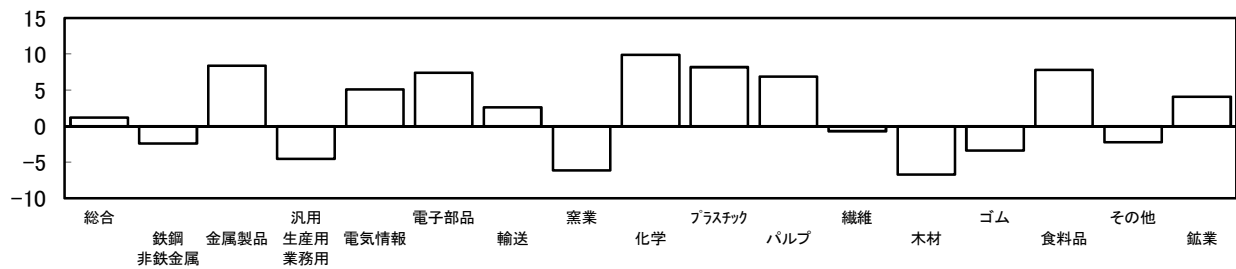 15
10
5
0
-5
-10
総合
鉄鋼
非鉄金属
金属製品
汎用
生産用
業務用
電気情報
電子部品
輸送
窯業
化学
プラスチック
パルプ
繊維
木材
ゴム
食料品
その他
鉱業